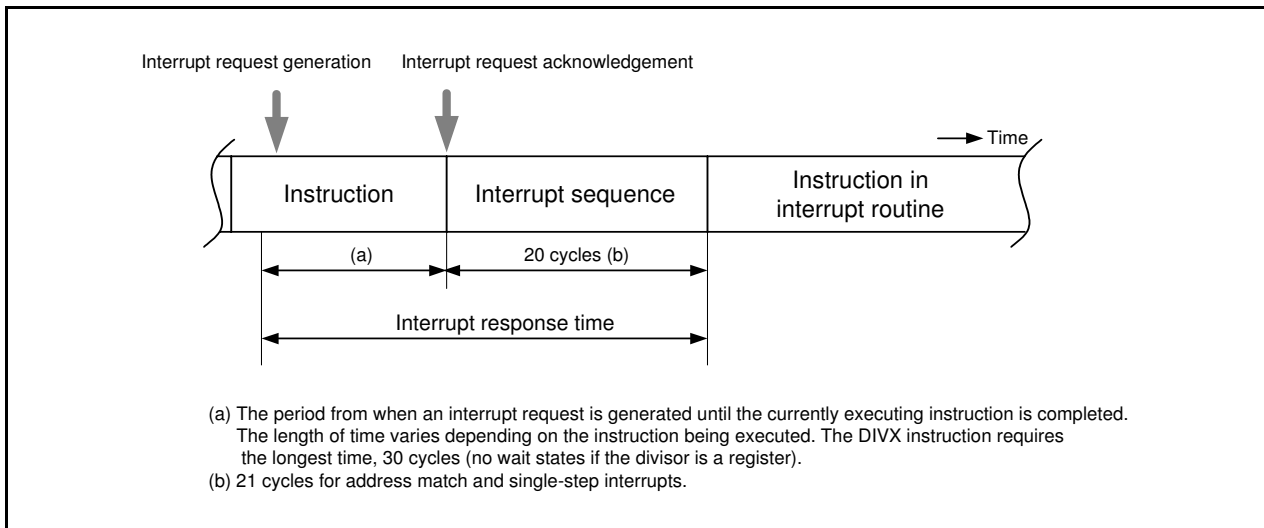 Interrupt request generation
Interrupt request acknowledgement
Time
Instruction
Interrupt sequence
Instruction in
interrupt routine
(a)
20 cycles (b)
Interrupt response time
(a) The period from when an interrupt request is generated until the currently executing instruction is completed.
The length of time varies depending on the instruction being executed. The DIVX instruction requires
the longest time, 30 cycles (no wait states if the divisor is a register).
(b) 21 cycles for address match and single-step interrupts.